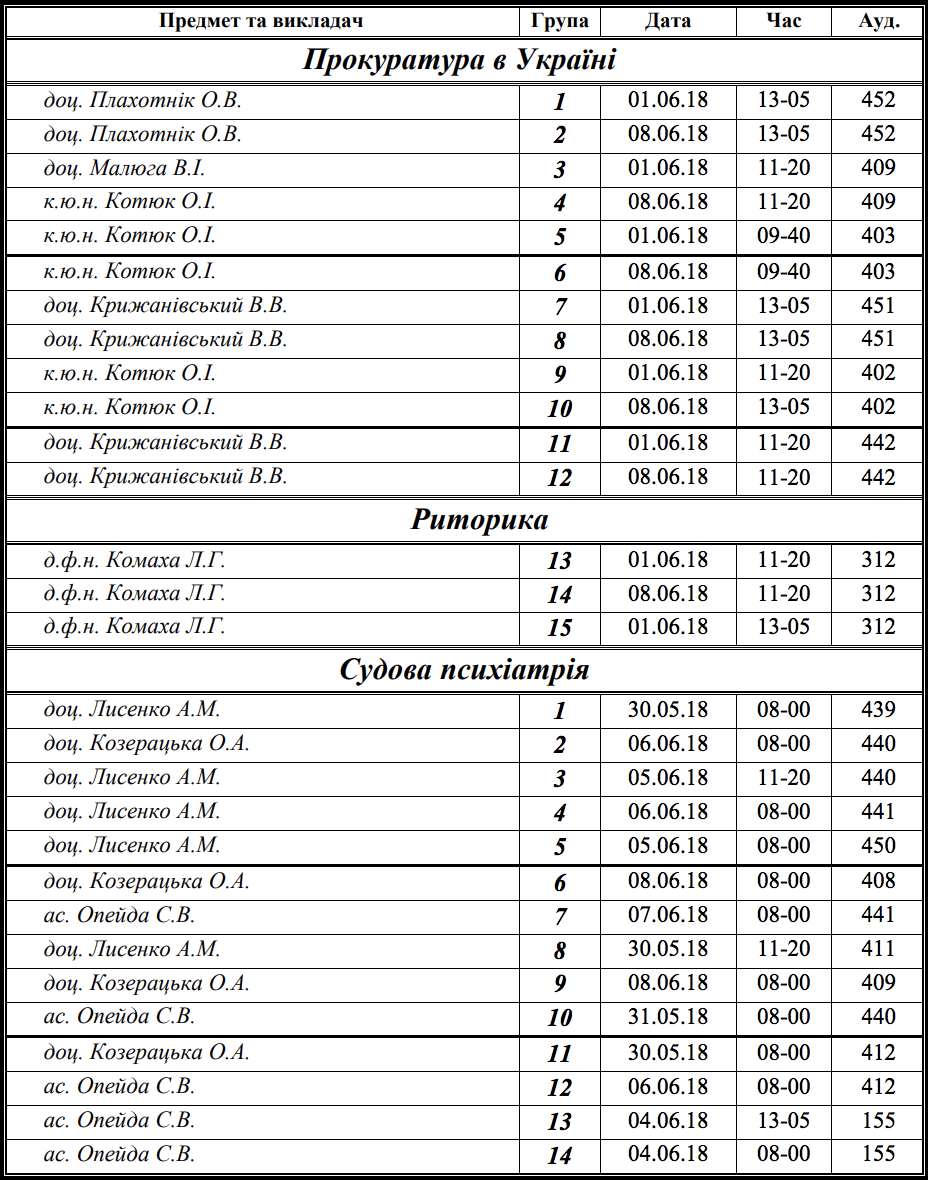 Предмет та викладач Група Дата Час Ауд.
Прокуратура в Україні
доц. Плахотнік О.В. 1 01.06.18 13-05 452
доц. Плахотнік О.В. 2 08.06.18 13-05 452
доц. Малюга В.І. 3 01.06.18 11-20 409
к.ю.н. Котюк О.І. 4 08.06.18 11-20 409
к.ю.н. Котюк О.І. 5 01.06.18 09-40 403
к.ю.н. Котюк О.І. 6 08.06.18 09-40 403
доц. Крижанівський В.В. 7 01.06.18 13-05 451
доц. Крижанівський В.В. 8 08.06.18 13-05 451
к.ю.н. Котюк О.І. 9 01.06.18 11-20 402
к.ю.н. Котюк О.І. 10 08.06.18 13-05 402
доц. Крижанівський В.В. 11 01.06.18 11-20 442
доц. Крижанівський В.В. 12 08.06.18 11-20 442
Риторика
д.ф.н. Комаха Л.Г. 13 01.06.18 11-20 312
д.ф.н. Комаха Л.Г. 14 08.06.18 11-20 312
д.ф.н. Комаха Л.Г. 15 01.06.18 13-05 312
Судова психіатрія
доц. Лисенко А.М. 1 30.05.18 08-00 439
доц. Козерацька О.А. 2 06.06.18 08-00 440
доц. Лисенко А.М. 3 05.06.18 11-20 440
доц. Лисенко А.М. 4 06.06.18 08-00 441
доц. Лисенко А.М. 5 05.06.18 08-00 450
доц. Козерацька О.А. 6 08.06.18 08-00 408
ас. Опейда С.В. 7 07.06.18 08-00 441
доц. Лисенко А.М. 8 30.05.18 11-20 411
доц. Козерацька О.А. 9 08.06.18 08-00 409
ас. Опейда С.В. 10 31.05.18 08-00 440
доц. Козерацька О.А. 11 30.05.18 08-00 412
ас. Опейда С.В. 12 06.06.18 08-00 412
ас. Опейда С.В. 13 04.06.18 13-05 155
ас. Опейда С.В. 14 04.06.18 08-00 155